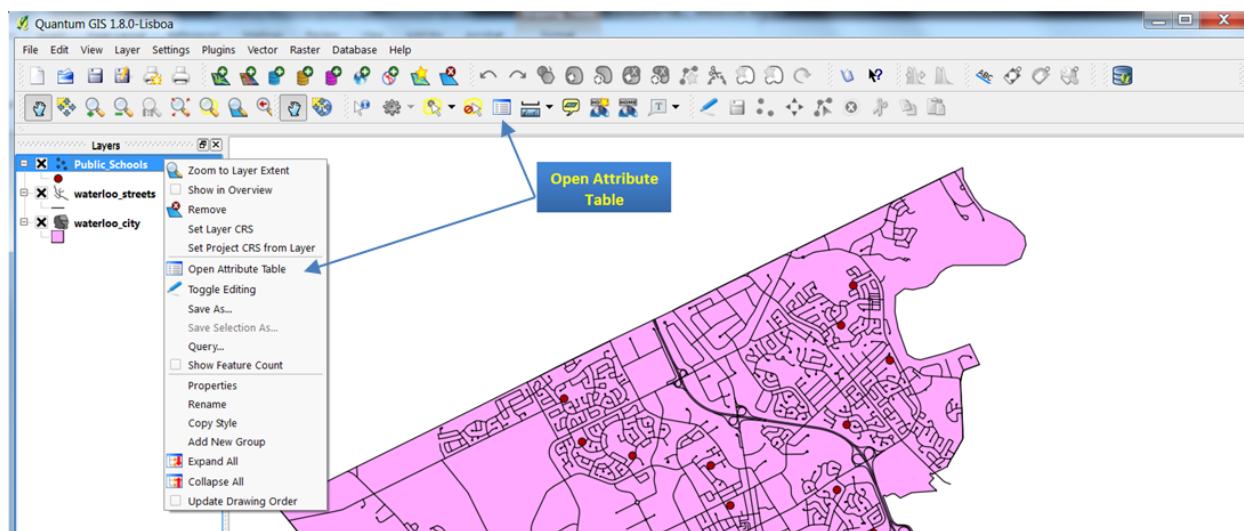 Quantum GIS 1.8.0-Lisboa
File Edit View Layer Settings Plugins Vector Raster Database Help
ABC
T
Layers
Public_Schools
waterloo_streets
waterloo_city
Zoom to Layer Extent
Show in Overview
Remove
Set Layer CRS
Set Project CRS from Layer
Open Attribute Table
Toggle Editing
Save As...
Save Selection As...
Query...
Show Feature Count
Properties
Rename
Copy Style
Add New Group
Expand All
Collapse All
Update Drawing Order
Open Attribute
Table